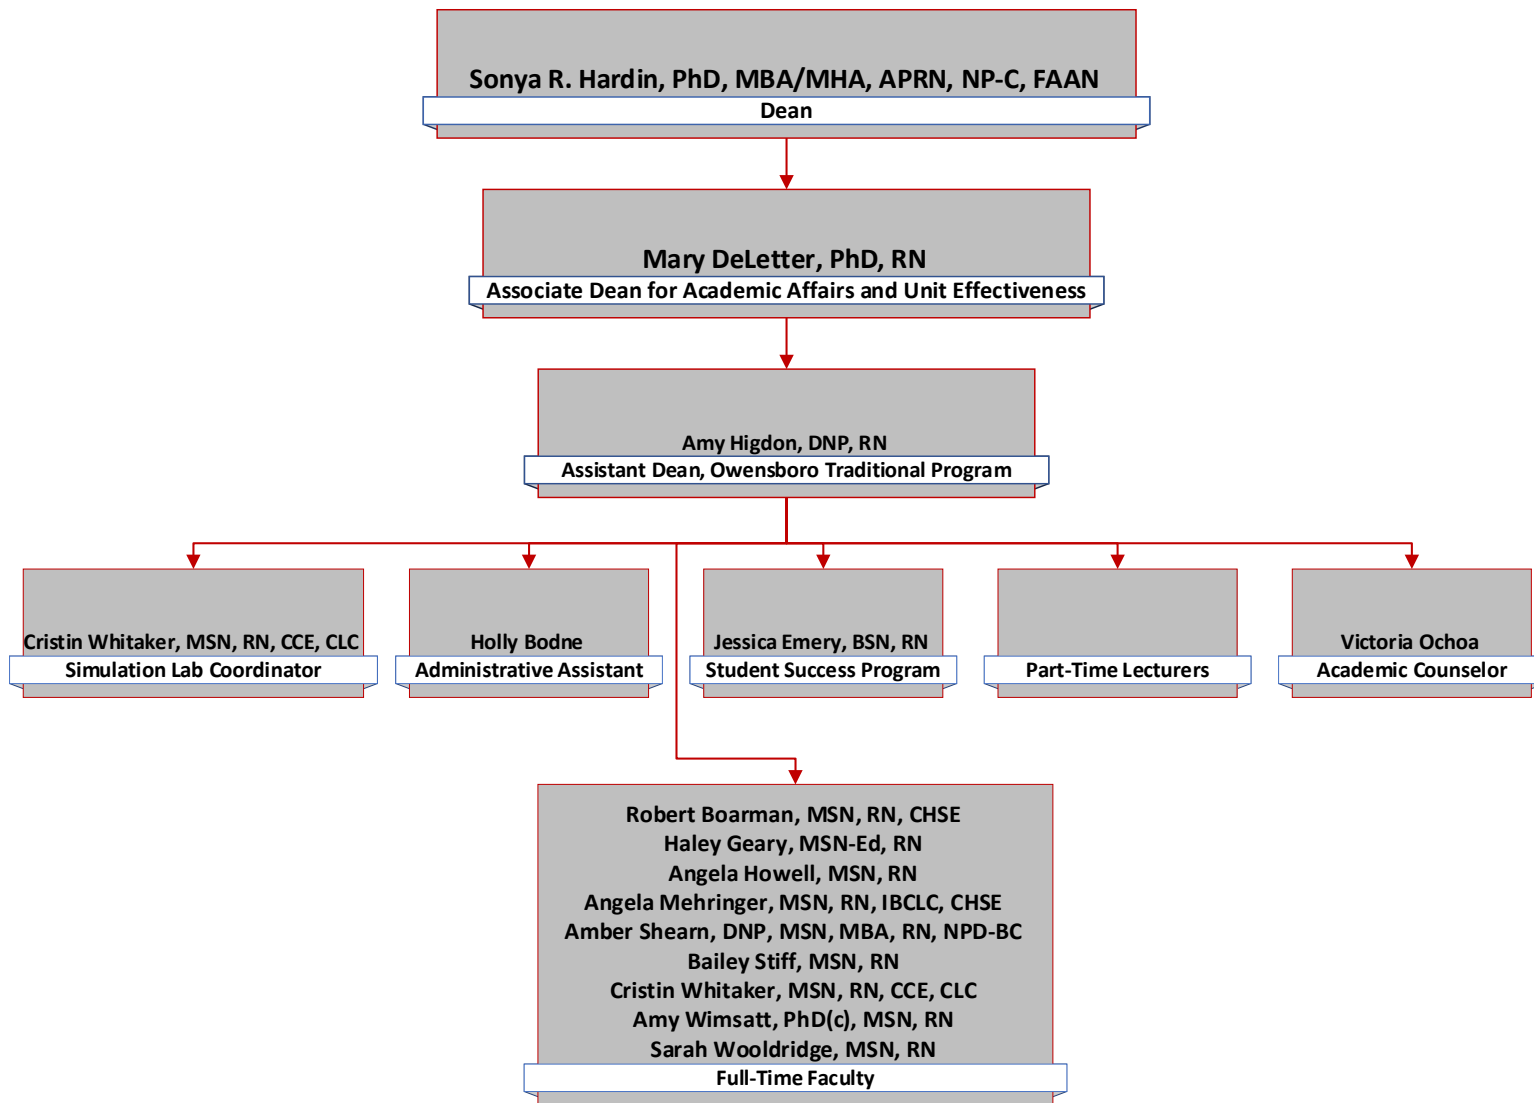 Sonya R. Hardin, PhD, MBA/MHA, APRN, NP-C, FAAN
Dean
Mary DeLetter, PhD, RN
Associate Dean for Academic Affairs and Unit Effectiveness
Amy Higdon, DNP, RN
Assistant Dean, Owensboro Traditional Program
Cristin Whitaker, MSN, RN, CCE, CLC
Simulation Lab Coordinator
Holly Bodne
Administrative Assistant
Jessica Emery, BSN, RN
Student Success Program
Part-Time Lecturers
Victoria Ochoa
Academic Counselor
Robert Boarman, MSN, RN, CHSE
Haley Geary, MSN-Ed, RN
Angela Howell, MSN, RN
Angela Mehringer, MSN, RN, IBCLC, CHSE
Amber Shearn, DNP, MSN, MBA, RN, NPD-BC
Bailey Stiff, MSN, RN
Cristin Whitaker, MSN, RN, CCE, CLC
Amy Wimsatt, PhD(c), MSN, RN
Sarah Wooldridge, MSN, RN
Full-Time Faculty